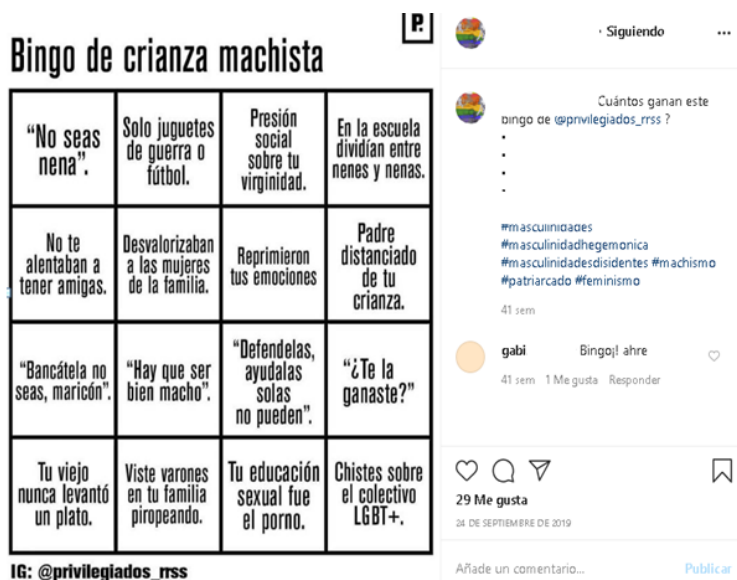 P.
Bingo de crianza machista
"No seas
nena".
Solo juguetes
de guerra o
fútbol.
Presión
social
sobre tu
virginidad.
En la escuela
dividían entre
nenes y nenas.
No te
alentaban a
tener amigas.
Desvalorizaban
a las mujeres
de la familia.
Reprimieron
tus emociones
Padre
distanciado
de tu
crianza.
"Bancátela no
seas, maricón".
"Hay que ser
bien macho".
"Defendelas,
ayudalas
solas
no pueden".
"¿Te la
ganaste?"
Tu viejo
nunca levantó
un plato.
Viste varones
en tu familia
piropeando.
Tu educación
sexual fue
el porno.
Chistes sobre
el colectivo
LGBT+.
IG: @privilegiados_rrss
· Siguiendo
Cuántos ganan este
bingo de @privilegiados_rrss ?
.
.
.
.
#masculinidades
#masculinidadhegemonica
#masculinidadesdisidentes #machismo
#patriarcado #feminismo
41 sem
gabi Bingo¡! ahre
41 sem 1 Me gusta Responder
29 Me gusta
24 DE SEPTIEMBRE DE 2019
Añade un comentario... Publicar